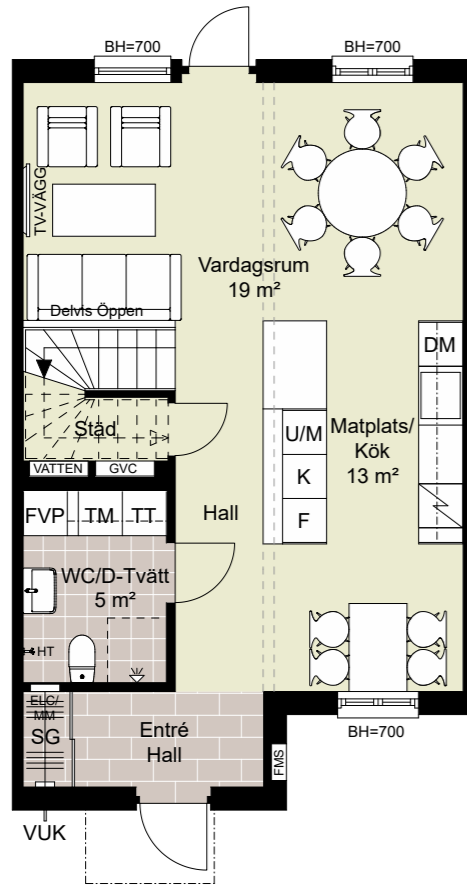 BH=700
BH=700
TV-VÄGG
Vardagsrum
19 m²
Delvis Öppen
DM
Städ
U/M
Matplats/
Kök
13 m²
K
VATTEN
GVC
F
FVP
TM
TT
Hall
WC/D-Tvätt
5 m²
HT
ELC/
MM
SG
Entré
Hall
BH=700
FMS
VUK